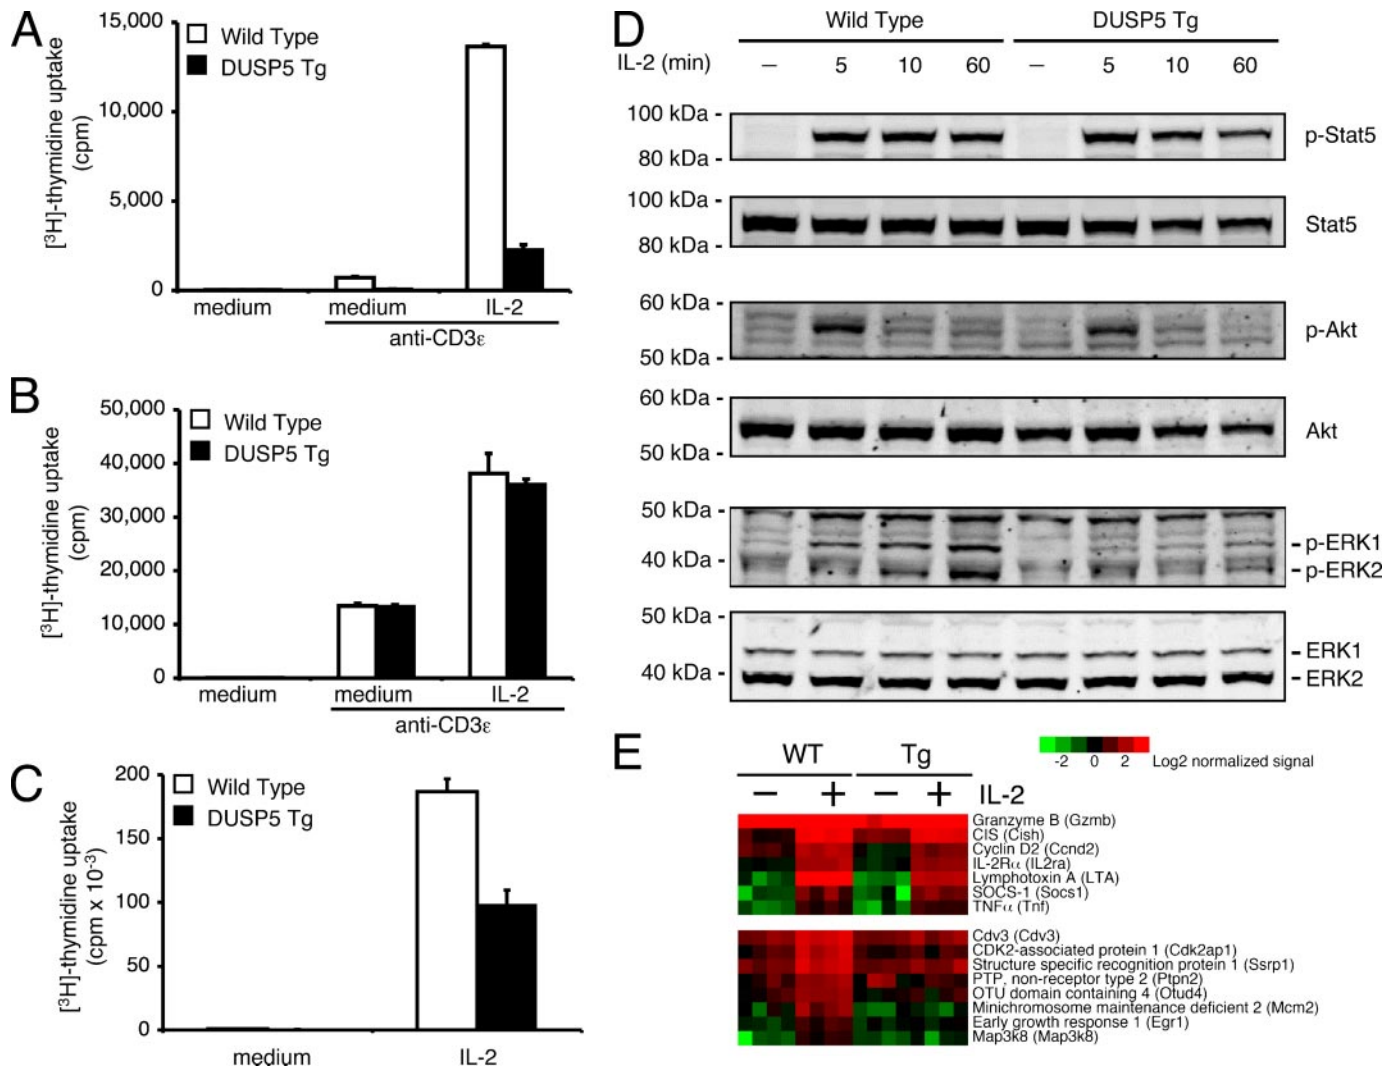 A
15,000
10,000
5,000
0
[³H]-thymidine uptake
(cpm)
Wild Type
DUSP5 Tg
medium
medium
IL-2
anti-CD3ε
B
50,000
40,000
30,000
20,000
10,000
0
[³H]-thymidine uptake
(cpm)
Wild Type
DUSP5 Tg
medium
medium
IL-2
anti-CD3ε
C
200
150
100
50
0
[³H]-thymidine uptake
(cpm x 10⁻³)
Wild Type
DUSP5 Tg
medium
IL-2
D
Wild Type DUSP5 Tg
IL-2 (min) – 5 10 60 – 5 10 60
100 kDa -
80 kDa -
p-Stat5
100 kDa -
80 kDa -
Stat5
60 kDa -
50 kDa -
p-Akt
60 kDa -
50 kDa -
Akt
50 kDa -
40 kDa -
p-ERK1
p-ERK2
50 kDa -
40 kDa -
ERK1
ERK2
E
WT Tg
-2 0 2 Log2 normalized signal
– + – + IL-2
Granzyme B (Gzmb)
CIS (Cish)
Cyclin D2 (Ccnd2)
IL-2Rα (IL2ra)
Lymphotoxin A (LTA)
SOCS-1 (Socs1)
TNFα (Tnf)
Cdv3 (Cdv3)
CDK2-associated protein 1 (Cdk2ap1)
Structure specific recognition protein 1 (Ssrp1)
PTP, non-receptor type 2 (Ptpn2)
OTU domain containing 4 (Otud4)
Minichromosome maintenance deficient 2 (Mcm2)
Early growth response 1 (Egr1)
Map3k8 (Map3k8)